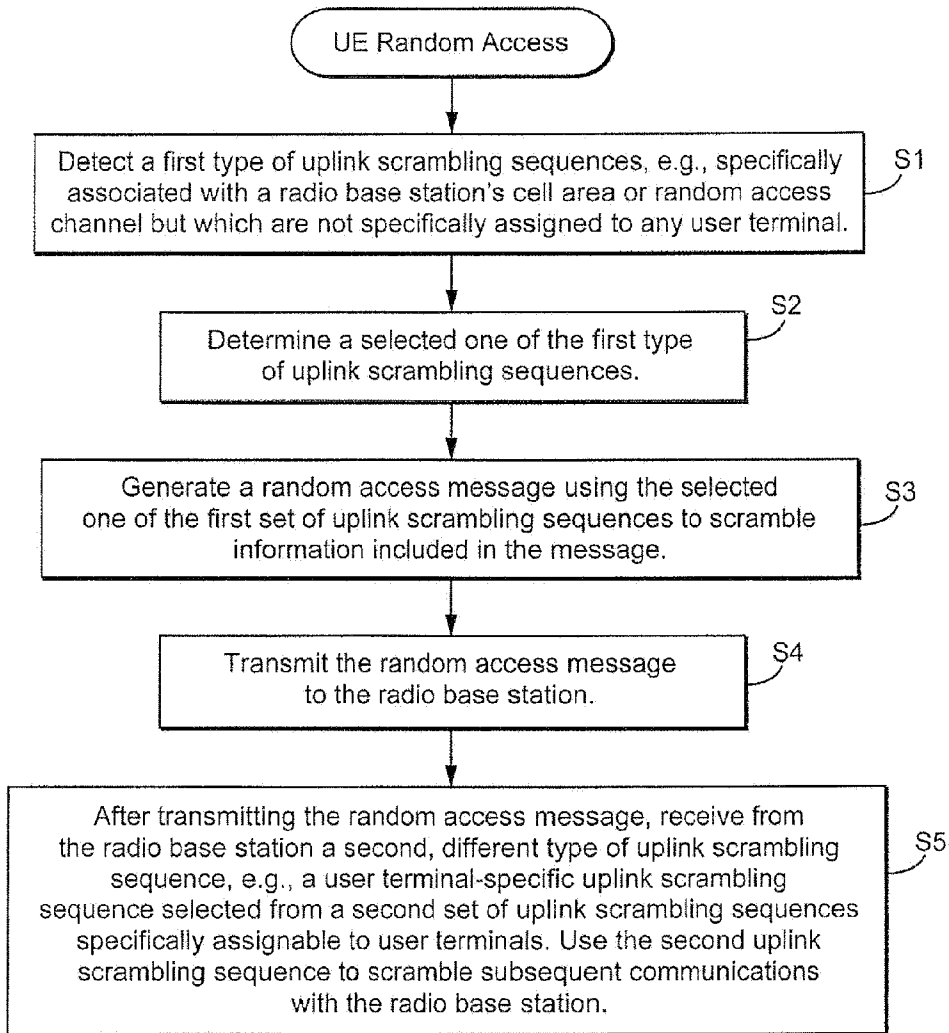 UE Random Access
Detect a first type of uplink scrambling sequences, e.g., specifically
associated with a radio base station's cell area or random access
channel but which are not specifically assigned to any user terminal.
S1
Determine a selected one of the first type
of uplink scrambling sequences.
S2
Generate a random access message using the selected
one of the first set of uplink scrambling sequences to scramble
information included in the message.
S3
Transmit the random access message
to the radio base station.
S4
After transmitting the random access message, receive from
the radio base station a second, different type of uplink scrambling
sequence, e.g., a user terminal-specific uplink scrambling
sequence selected from a second set of uplink scrambling sequences
specifically assignable to user terminals. Use the second uplink
scrambling sequence to scramble subsequent communications
with the radio base station.
S5